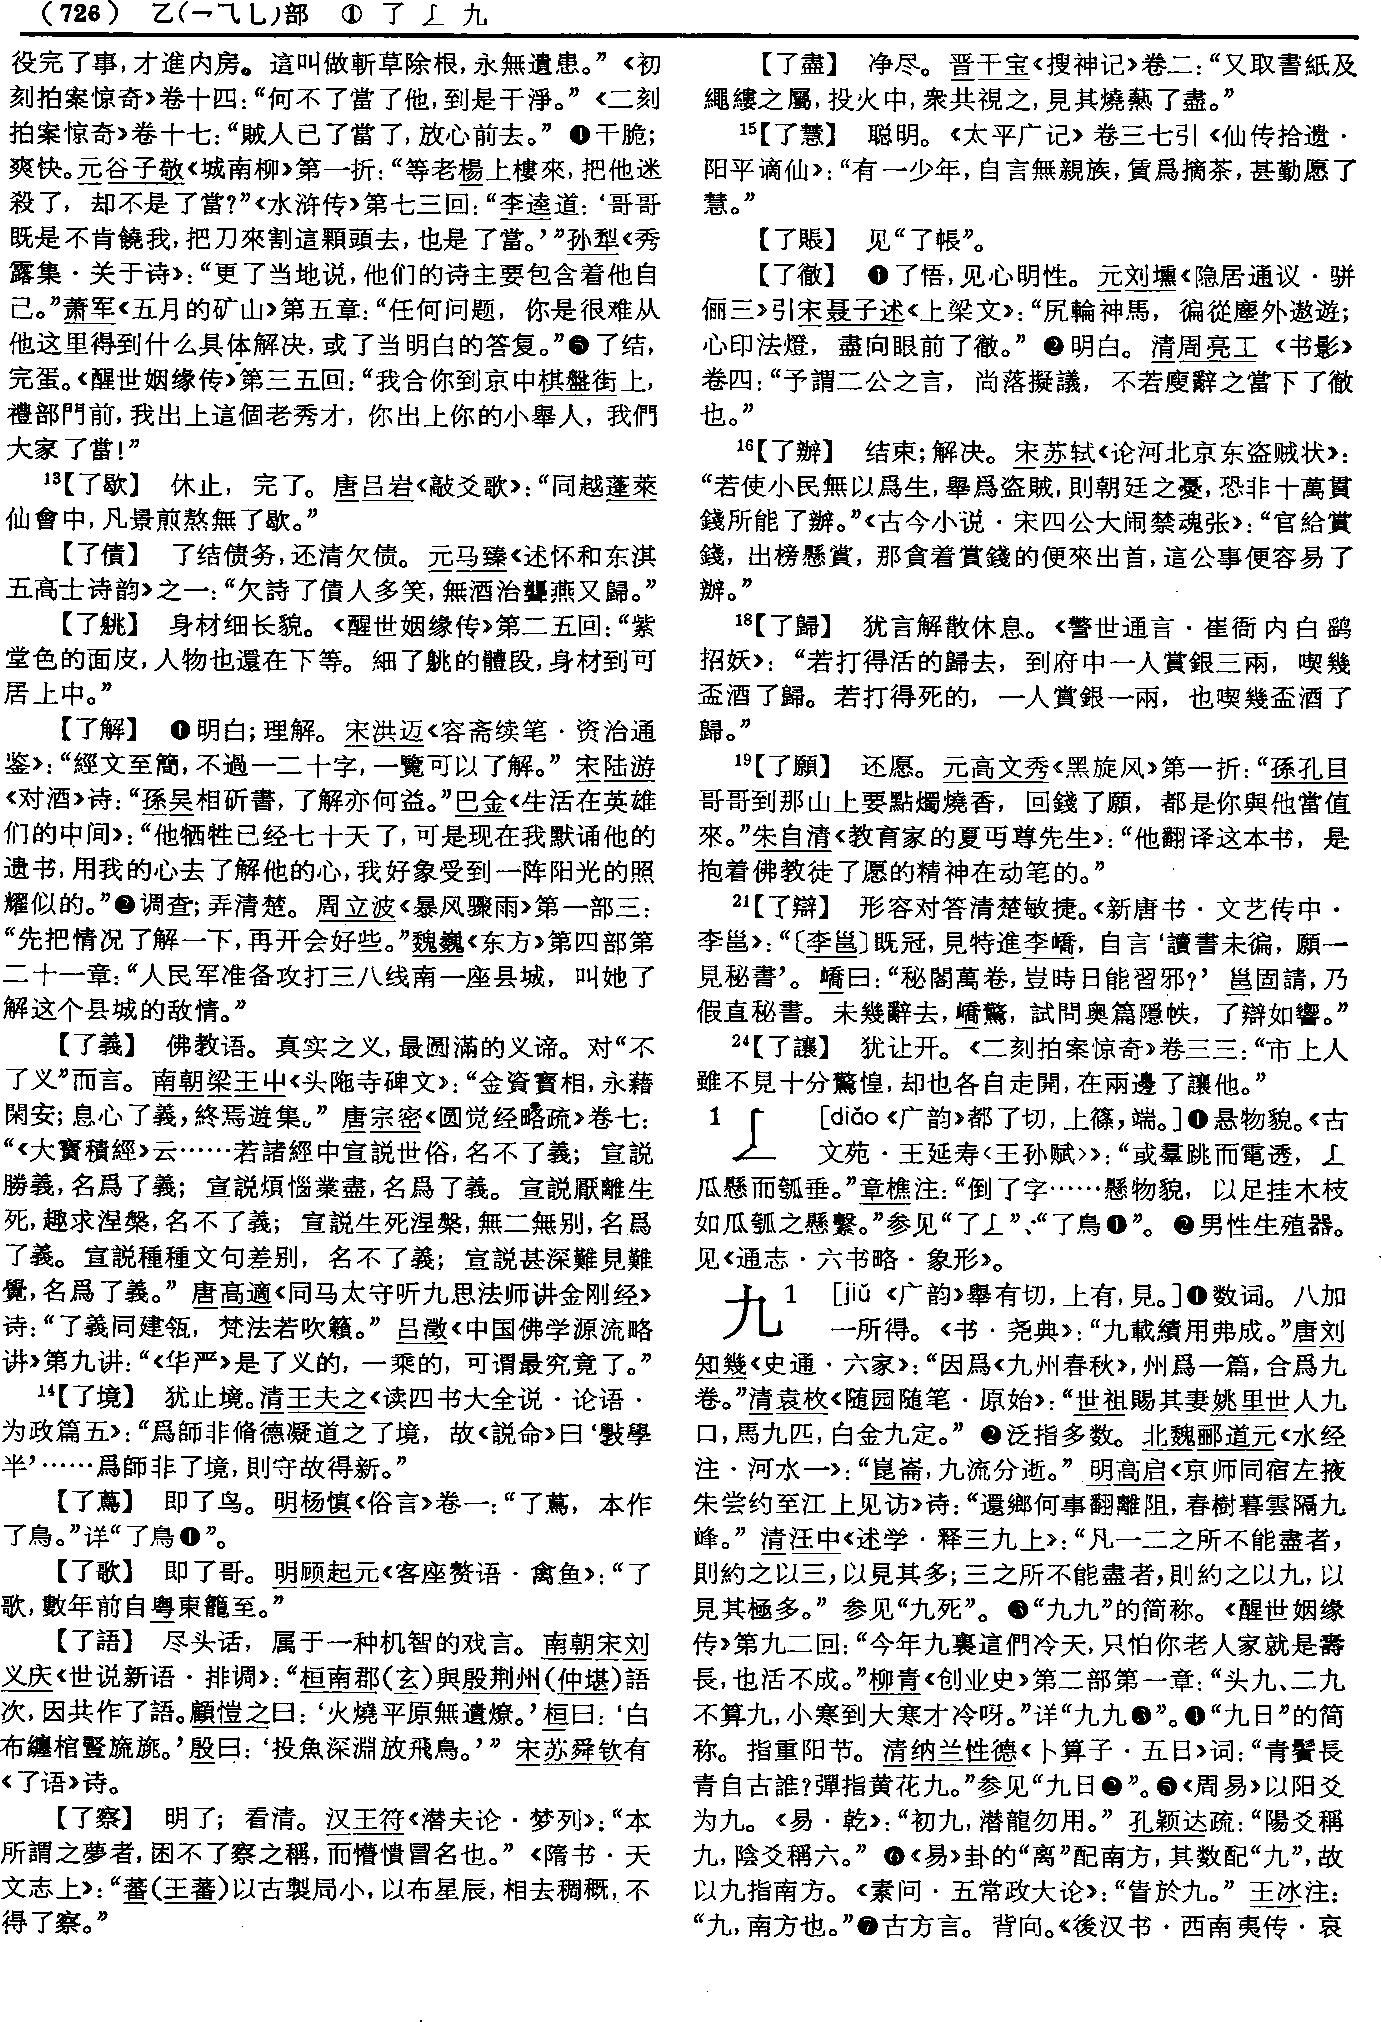 (726) 乙(乛⺄乚)部 ① 了 𠄏 九
役完了事，才進内房。這叫做斬草除根，永無遺患。”《初
刻拍案惊奇》卷十四：“何不了當了他，到是干淨。”《二刻
拍案惊奇》卷十七：“賊人已了當了，放心前去。”❹干脆；
爽快。元谷子敬《城南柳》第一折：“等老楊上樓來，把他迷
殺了，却不是了當？”《水浒传》第七三回：“李逵道：‘哥哥
既是不肯饒我，把刀來割這顆頭去，也是了當。’”孙犁《秀
露集·关于诗》：“更了当地说，他们的诗主要包含着他自
己。”萧军《五月的矿山》第五章：“任何问题，你是很难从
他这里得到什么具体解决，或了当明白的答复。”❺了结，
完蛋。《醒世姻缘传》第三五回：“我合你到京中棋盤街上，
禮部門前，我出上這個老秀才，你出上你的小舉人，我們
大家了當！”
¹³【了歇】 休止，完了。唐吕岩《敲爻歌》：“同越蓬萊
仙會中，凡景煎熬無了歇。”
【了債】 了结债务，还清欠债。元马臻《述怀和东淇
五高士诗韵》之一：“欠詩了債人多笑，無酒治聾燕又歸。”
【了䠷】 身材细长貌。《醒世姻缘传》第二五回：“紫
堂色的面皮，人物也還在下等。細了䠷的體段，身材到可
居上中。”
【了解】 ❶明白；理解。宋洪迈《容斋续笔·资治通
鉴》：“經文至簡，不過一二十字，一覽可以了解。”宋陆游
《对酒》诗：“孫吴相斫書，了解亦何益。”巴金《生活在英雄
们的中间》：“他牺牲已经七十天了，可是现在我默诵他的
遗书，用我的心去了解他的心，我好象受到一阵阳光的照
耀似的。”❷调查；弄清楚。周立波《暴风骤雨》第一部三：
“先把情况了解一下，再开会好些。”魏巍《东方》第四部第
二十一章：“人民军准备攻打三八线南一座县城，叫她了
解这个县城的敌情。”
【了義】 佛教语。真实之义，最圆满的义谛。对“不
了义”而言。南朝梁王屮《头陁寺碑文》：“金資寳相，永藉
閑安；息心了義，終焉遊集。”唐宗密《圆觉经略疏》卷七：
“《大寳積經》云……若諸經中宣説世俗，名不了義；宣説
勝義，名爲了義；宣説煩惱業盡，名爲了義。宣説厭離生
死，趣求涅槃，名不了義；宣説生死涅槃，無二無别，名爲
了義。宣説種種文句差别，名不了義；宣説甚深難見難
覺，名爲了義。”唐高適《同马太守听九思法师讲金刚经》
诗：“了義同建瓴，梵法若吹籟。”吕澂《中国佛学源流略
讲》第九讲：“《华严》是了义的，一乘的，可谓最究竟了。”
¹⁴【了境】 犹止境。清王夫之《读四书大全说·论语·
为政篇五》：“爲師非脩德凝道之了境，故《説命》曰‘斅學
半’……爲師非了境，則守故得新。”
【了蔦】 即了鸟。明杨慎《俗言》卷一：“了蔦，本作
了鳥。”详“了鳥❶”。
【了歌】 即了哥。明顾起元《客座赘语·禽鱼》：“了
歌，數年前自粤東籠至。”
【了語】 尽头话，属于一种机智的戏言。南朝宋刘
义庆《世说新语·排调》：“桓南郡（玄）與殷荆州（仲堪）語
次，因共作了語。顧愷之曰：‘火燒平原無遺燎。’桓曰：‘白
布纏棺竪旒旐。’殷曰：‘投魚深淵放飛鳥。’”宋苏舜钦有
《了语》诗。
【了察】 明了；看清。汉王符《潜夫论·梦列》：“本
所謂之夢者，困不了察之稱，而懵憒冒名也。”《隋书·天
文志上》：“蕃（王蕃）以古製局小，以布星辰，相去稠概，不
得了察。”
【了盡】 净尽。晋干宝《搜神记》卷二：“又取書紙及
繩縷之屬，投火中，衆共視之，見其燒爇了盡。”
¹⁵【了慧】 聪明。《太平广记》卷三七引《仙传拾遗·
阳平谪仙》：“有一少年，自言無親族，賃爲摘茶，甚勤愿了
慧。”
【了賬】 见“了帳”。
【了徹】 ❶了悟，见心明性。元刘壎《隐居通议·骈
俪三》引宋聂子述《上梁文》：“尻輪神馬，徧從塵外遨遊；
心印法燈，盡向眼前了徹。”❷明白。清周亮工《书影》
卷四：“予謂二公之言，尚落擬議，不若廋辭之當下了徹
也。”
¹⁶【了辦】 结束；解决。宋苏轼《论河北京东盗贼状》：
“若使小民無以爲生，舉爲盗賊，則朝廷之憂，恐非十萬貫
錢所能了辦。”《古今小说·宋四公大闹禁魂张》：“官給賞
錢，出榜懸賞，那貪着賞錢的便來出首，這公事便容易了
辦。”
¹⁸【了歸】 犹言解散休息。《警世通言·崔衙内白鹞
招妖》：“若打得活的歸去，到府中一人賞銀三兩，喫幾
盃酒了歸。若打得死的，一人賞銀一兩，也喫幾盃酒了
歸。”
¹⁹【了願】 还愿。元高文秀《黑旋风》第一折：“孫孔目
哥哥到那山上要點燭燒香，回錢了願，都是你與他當值
來。”朱自清《教育家的夏丏尊先生》：“他翻译这本书，是
抱着佛教徒了愿的精神在动笔的。”
²¹【了辯】 形容对答清楚敏捷。《新唐书·文艺传中·
李邕》：“〔李邕〕既冠，見特進李嶠，自言‘讀書未徧，願一
見秘書’。嶠曰：‘秘閣萬卷，豈時日能習邪？’邕固請，乃
假直秘書。未幾辭去，嶠驚，試問奥篇隱帙，了辯如響。”
²⁴【了讓】 犹让开。《二刻拍案惊奇》卷三三：“市上人
雖不見十分驚惶，却也各自走開，在兩邊了讓他。”
1 𠄏 [diǎo《广韵》都了切，上篠，端。]❶悬物貌。《古
文苑·王延寿〈王孙赋〉》：“或羣跳而電透，𠄏
瓜懸而瓠垂。”章樵注：“倒了字……懸物貌，以足挂木枝
如瓜瓠之懸繫。”参见“了𠄏”、“了鳥❶”。❷男性生殖器。
见《通志·六书略·象形》。
九 1 [jiǔ《广韵》舉有切，上有，見。]❶数词。八加
一所得。《书·尧典》：“九載績用弗成。”唐刘
知幾《史通·六家》：“因爲《九州春秋》，州爲一篇，合爲九
卷。”清袁枚《随园随笔·原始》：“世祖賜其妻姚里世人九
口，馬九匹，白金九定。”❷泛指多数。北魏郦道元《水经
注·河水一》：“崑崙，九流分逝。”明高启《京师同宿左掖
朱尝约至江上见访》诗：“還鄉何事翻離阻，春樹暮雲隔九
峰。”清汪中《述学·释三九上》：“凡一二之所不能盡者，
則約之以三，以見其多；三之所不能盡者，則約之以九，以
見其極多。”参见“九死”。❸“九九”的简称。《醒世姻缘
传》第九二回：“今年九裏這們冷天，只怕你老人家就是壽
長，也活不成。”柳青《创业史》第二部第一章：“头九、二九
不算九，小寒到大寒才冷呀。”详“九九❸”。❹“九日”的简
称。指重阳节。清纳兰性德《卜算子·五日》词：“青鬢長
青自古誰？彈指黄花九。”参见“九日❷”。❺《周易》以阳爻
为九。《易·乾》：“初九，潜龍勿用。”孔颖达疏：“陽爻稱
九，陰爻稱六。”❻《易》卦的“离”配南方，其数配“九”，故
以九指南方。《素问·五常政大论》：“眚於九。”王冰注：
“九，南方也。”❼古方言。背向。《後汉书·西南夷传·哀